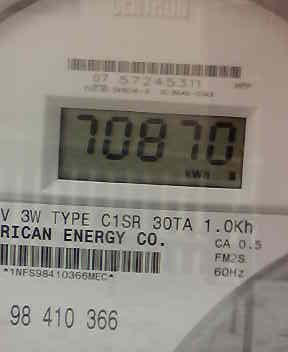 CENTRON
07 57245311
70870
kWh
V 3W TYPE C1SR 30TA 1.0Kh
RICAN ENERGY CO.
CA 0.5
FM2S
*1NFS98410366MEC*
60Hz
98 410 366